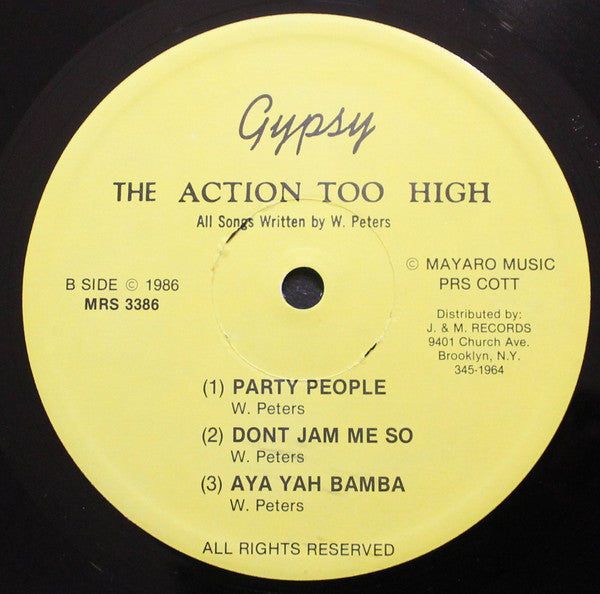 Gypsy
THE ACTION TOO HIGH
All Songs Written by W. Peters
B SIDE © 1986
MRS 3386
© MAYARO MUSIC
PRS COTT
Distributed by:
J. & M. RECORDS
9401 Church Ave.
Brooklyn, N.Y.
345-1964
(1) PARTY PEOPLE
W. Peters
(2) DONT JAM ME SO
W. Peters
(3) AYA YAH BAMBA
W. Peters
ALL RIGHTS RESERVED